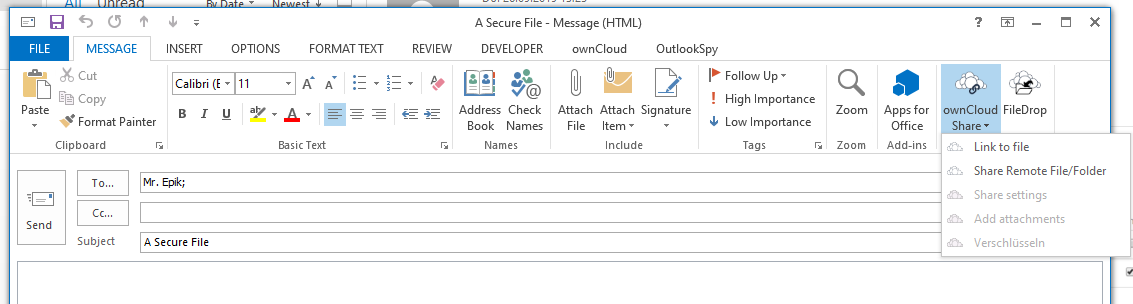 All Unread
By Date Newest
A Secure File - Message (HTML)
FILE MESSAGE INSERT OPTIONS FORMAT TEXT REVIEW DEVELOPER ownCloud OutlookSpy
Paste
Cut
Copy
Format Painter
Clipboard
Calibri (E 11
A A
ab A
Basic Text
Address Book
Check Names
Names
Attach File
Attach Item
Signature
Include
Follow Up
High Importance
Low Importance
Tags
Zoom
Zoom
Apps for Office
Add-ins
ownCloud Share
FileDrop
Link to file
Share Remote File/Folder
Share settings
Add attachments
Verschlüsseln
Send
To... Mr. Epik;
Cc...
Subject A Secure File